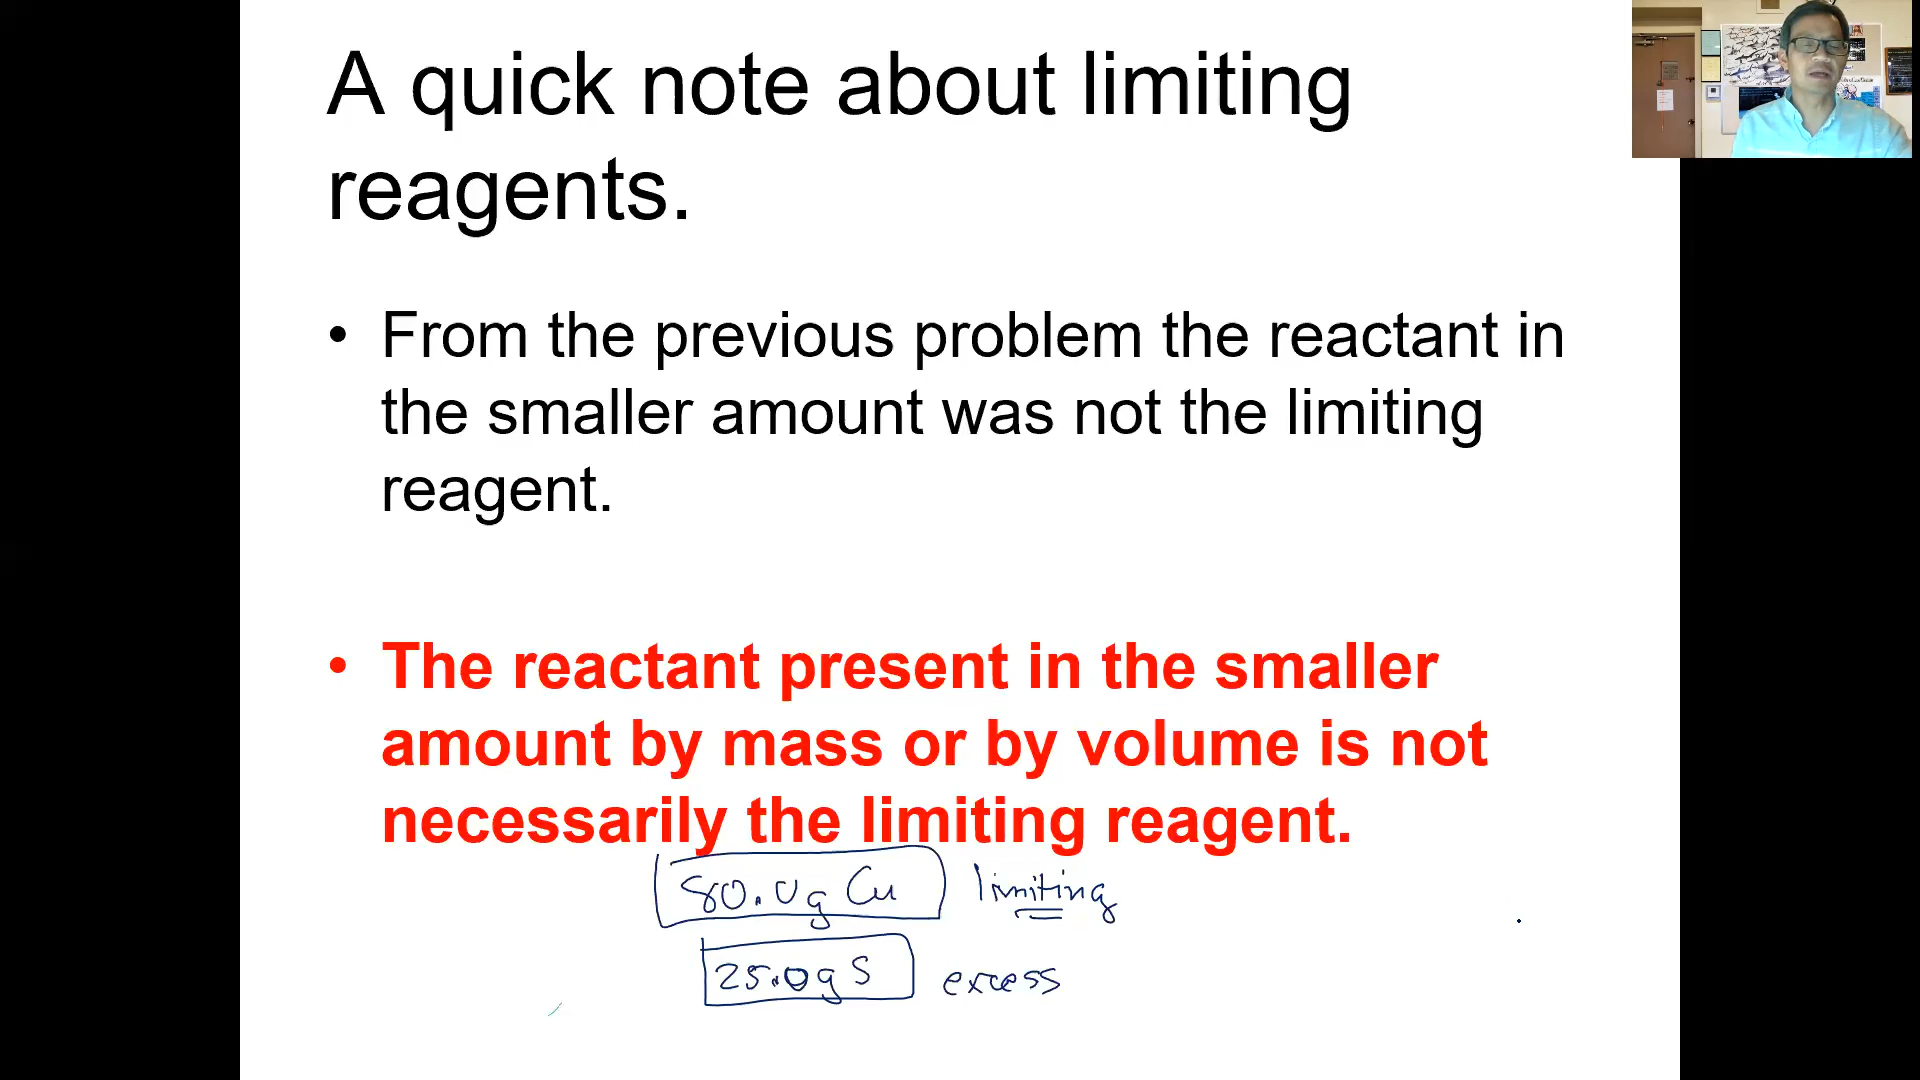 A quick note about limiting
reagents.
• From the previous problem the reactant in
the smaller amount was not the limiting
reagent.
• The reactant present in the smaller
amount by mass or by volume is not
necessarily the limiting reagent.
80.0g Cu limiting
25.0g S excess